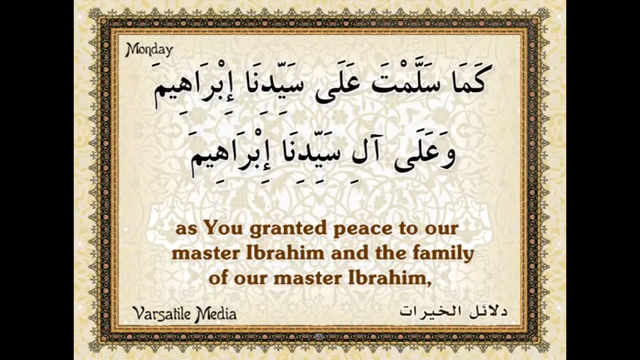 Monday
كَمَا سَلَّمْتَ عَلَى سَيِّدِنَا إِبْرَاهِيمَ
وَعَلَى آلِ سَيِّدِنَا إِبْرَاهِيمَ
as You granted peace to our
master Ibrahim and the family
of our master Ibrahim,
Varsatile Media دلائل الخيرات